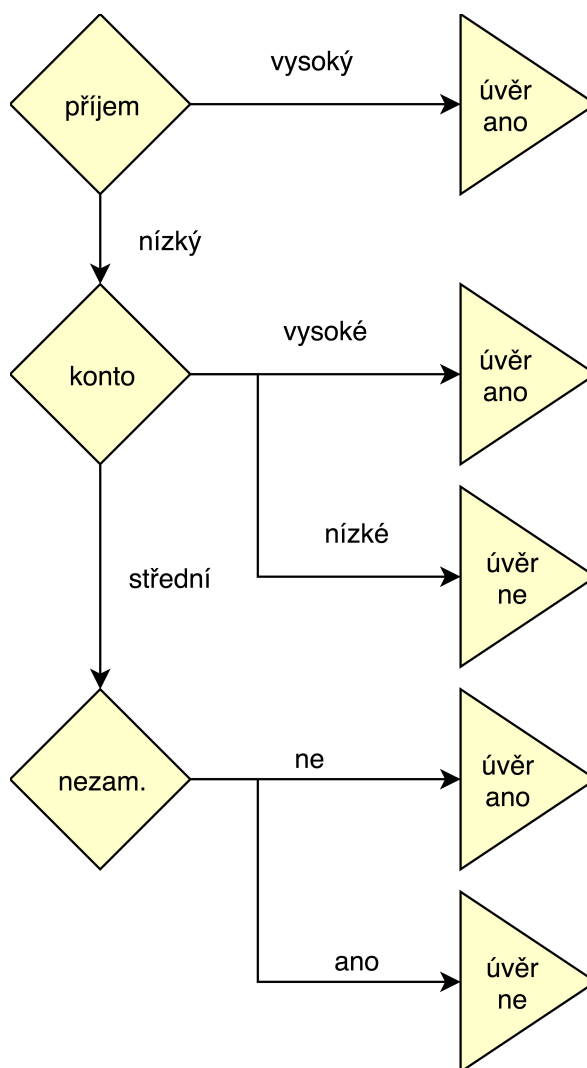 vysoký
příjem
úvěr
ano
nízký
vysoké
konto
úvěr
ano
nízké
střední
úvěr
ne
ne
nezam.
úvěr
ano
ano
úvěr
ne